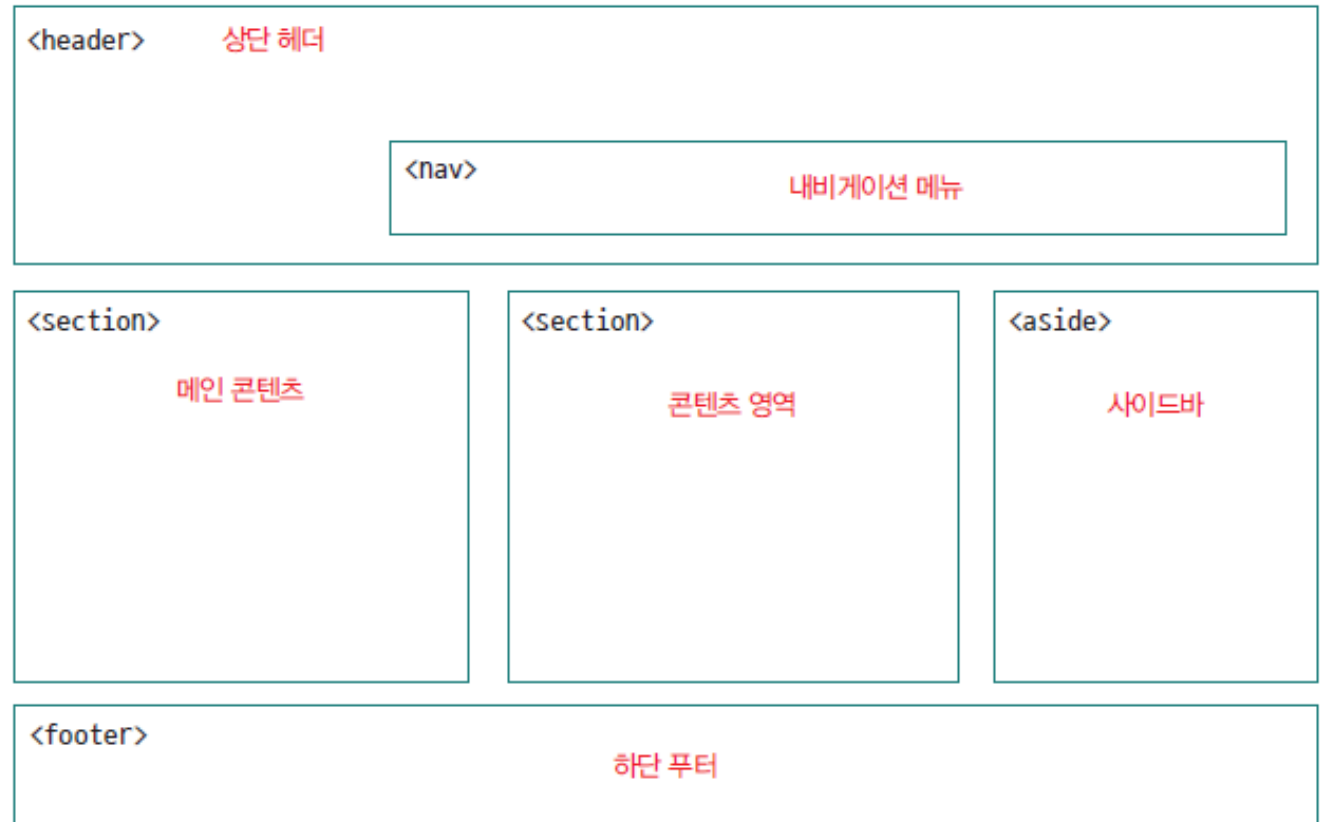 <header> 상단 헤더
<nav> 내비게이션 메뉴
<section> <section> <aside>
메인 콘텐츠 콘텐츠 영역 사이드바
<footer>
하단 푸터